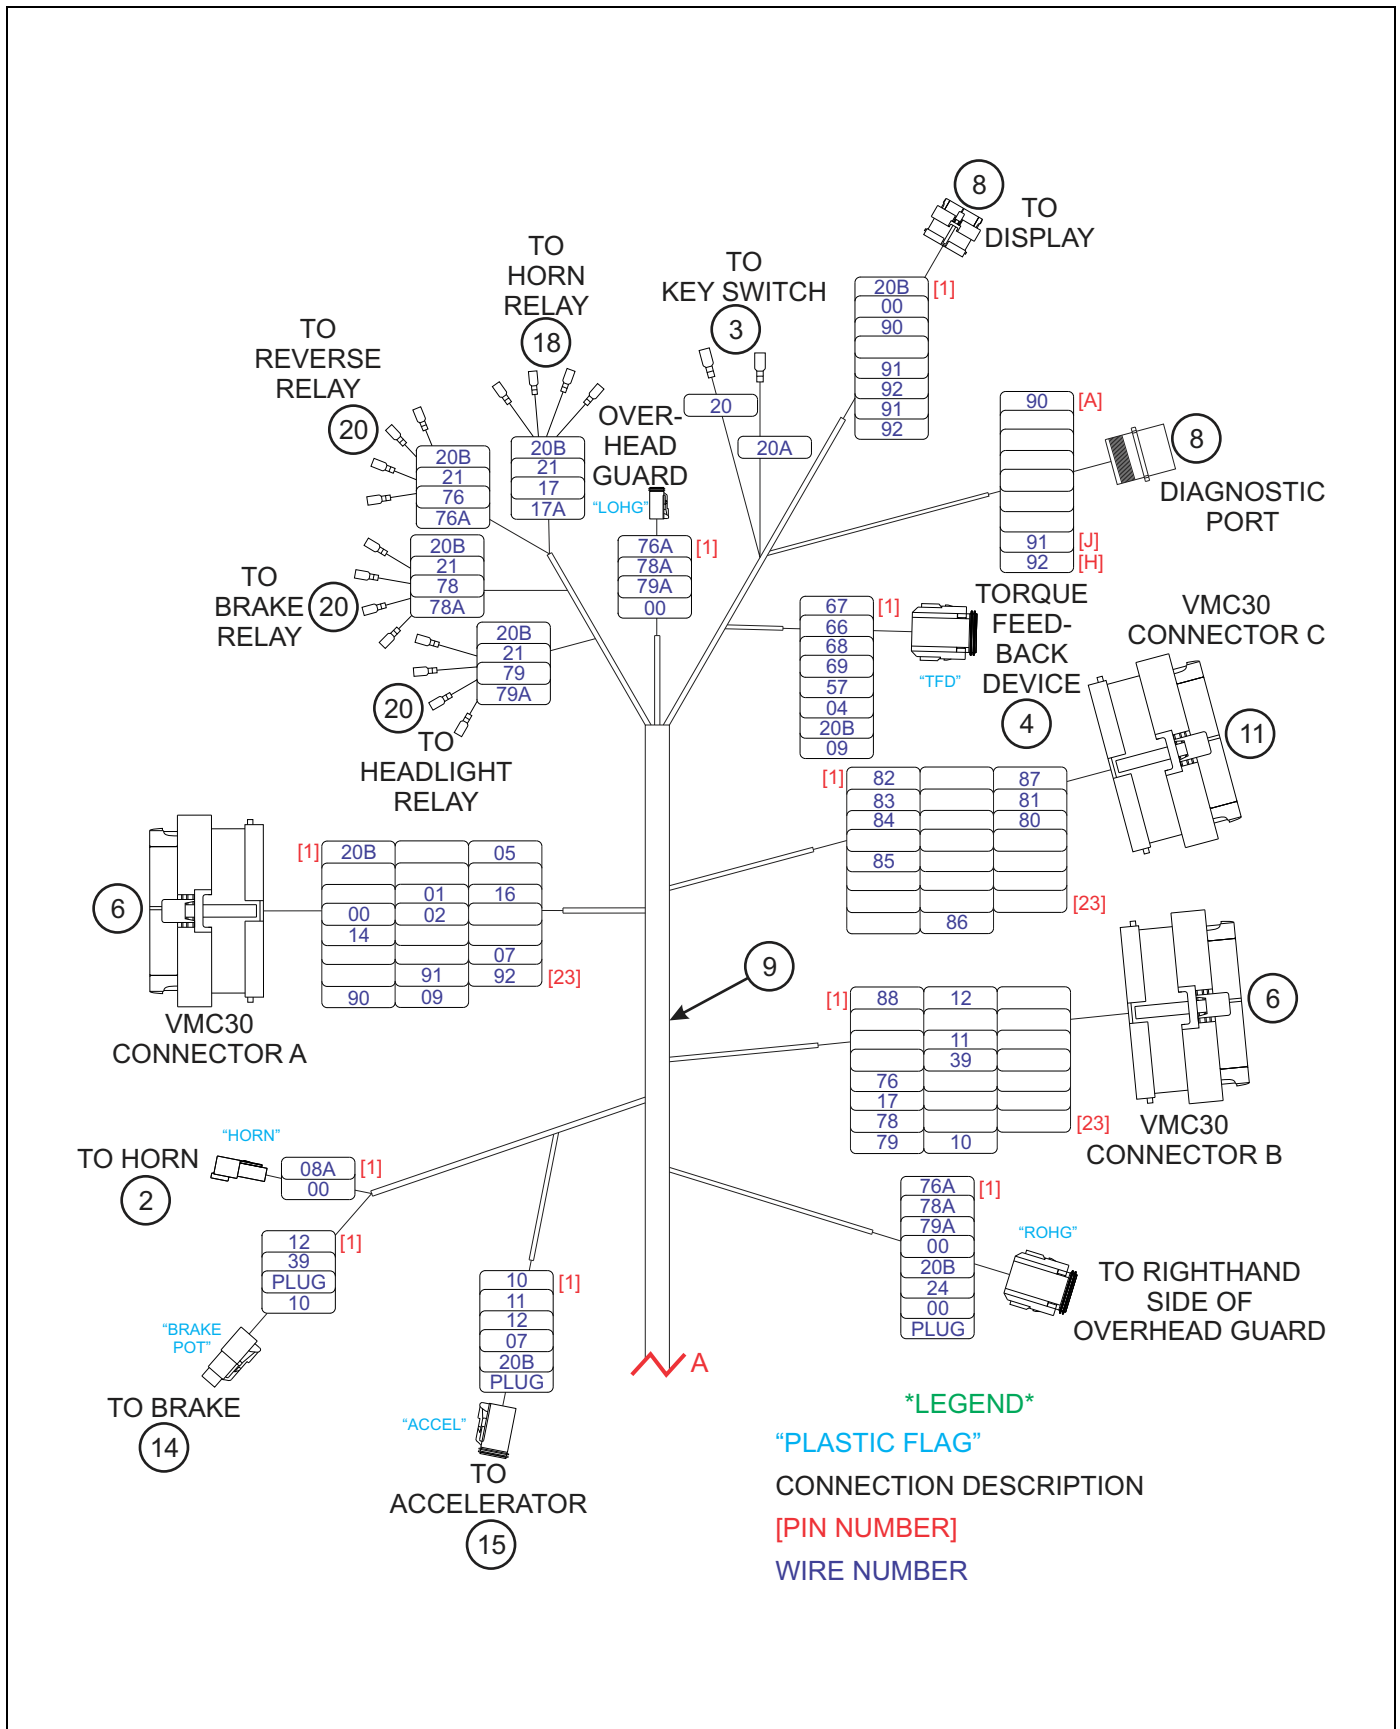 8
TO
DISPLAY
20B [1]
00
90
91
92
91
92
TO
KEY SWITCH
3
20
20A
TO
HORN
RELAY
18
20B
21
17
17A
TO
REVERSE
RELAY
20
20B
21
76
76A
OVER-
HEAD
GUARD
“LOHG”
76A [1]
78A
79A
00
90 [A]
91 [J]
92 [H]
8
DIAGNOSTIC
PORT
TO
BRAKE
RELAY
20
20B
21
78
78A
20B
21
79
79A
20
TO
HEADLIGHT
RELAY
67 [1]
66
68
69
57
04
20B
09
“TFD”
TORQUE
FEED-
BACK
DEVICE
4
VMC30
CONNECTOR C
11
[1] 82 87
83 81
84 80
85
[23]
86
[1] 20B 05
01 16
00 02
14
07
91 92 [23]
90 09
6
VMC30
CONNECTOR A
9
[1] 88 12
11
39
76
17
78 [23]
79 10
6
VMC30
CONNECTOR B
“HORN”
TO HORN
2
08A [1]
00
12 [1]
39
PLUG
10
“BRAKE
POT”
TO BRAKE
14
10 [1]
11
12
07
20B
PLUG
“ACCEL”
TO
ACCELERATOR
15
76A [1]
78A
79A
00
20B
24
00
PLUG
“ROHG”
TO RIGHTHAND
SIDE OF
OVERHEAD GUARD
A
*LEGEND*
“PLASTIC FLAG”
CONNECTION DESCRIPTION
[PIN NUMBER]
WIRE NUMBER